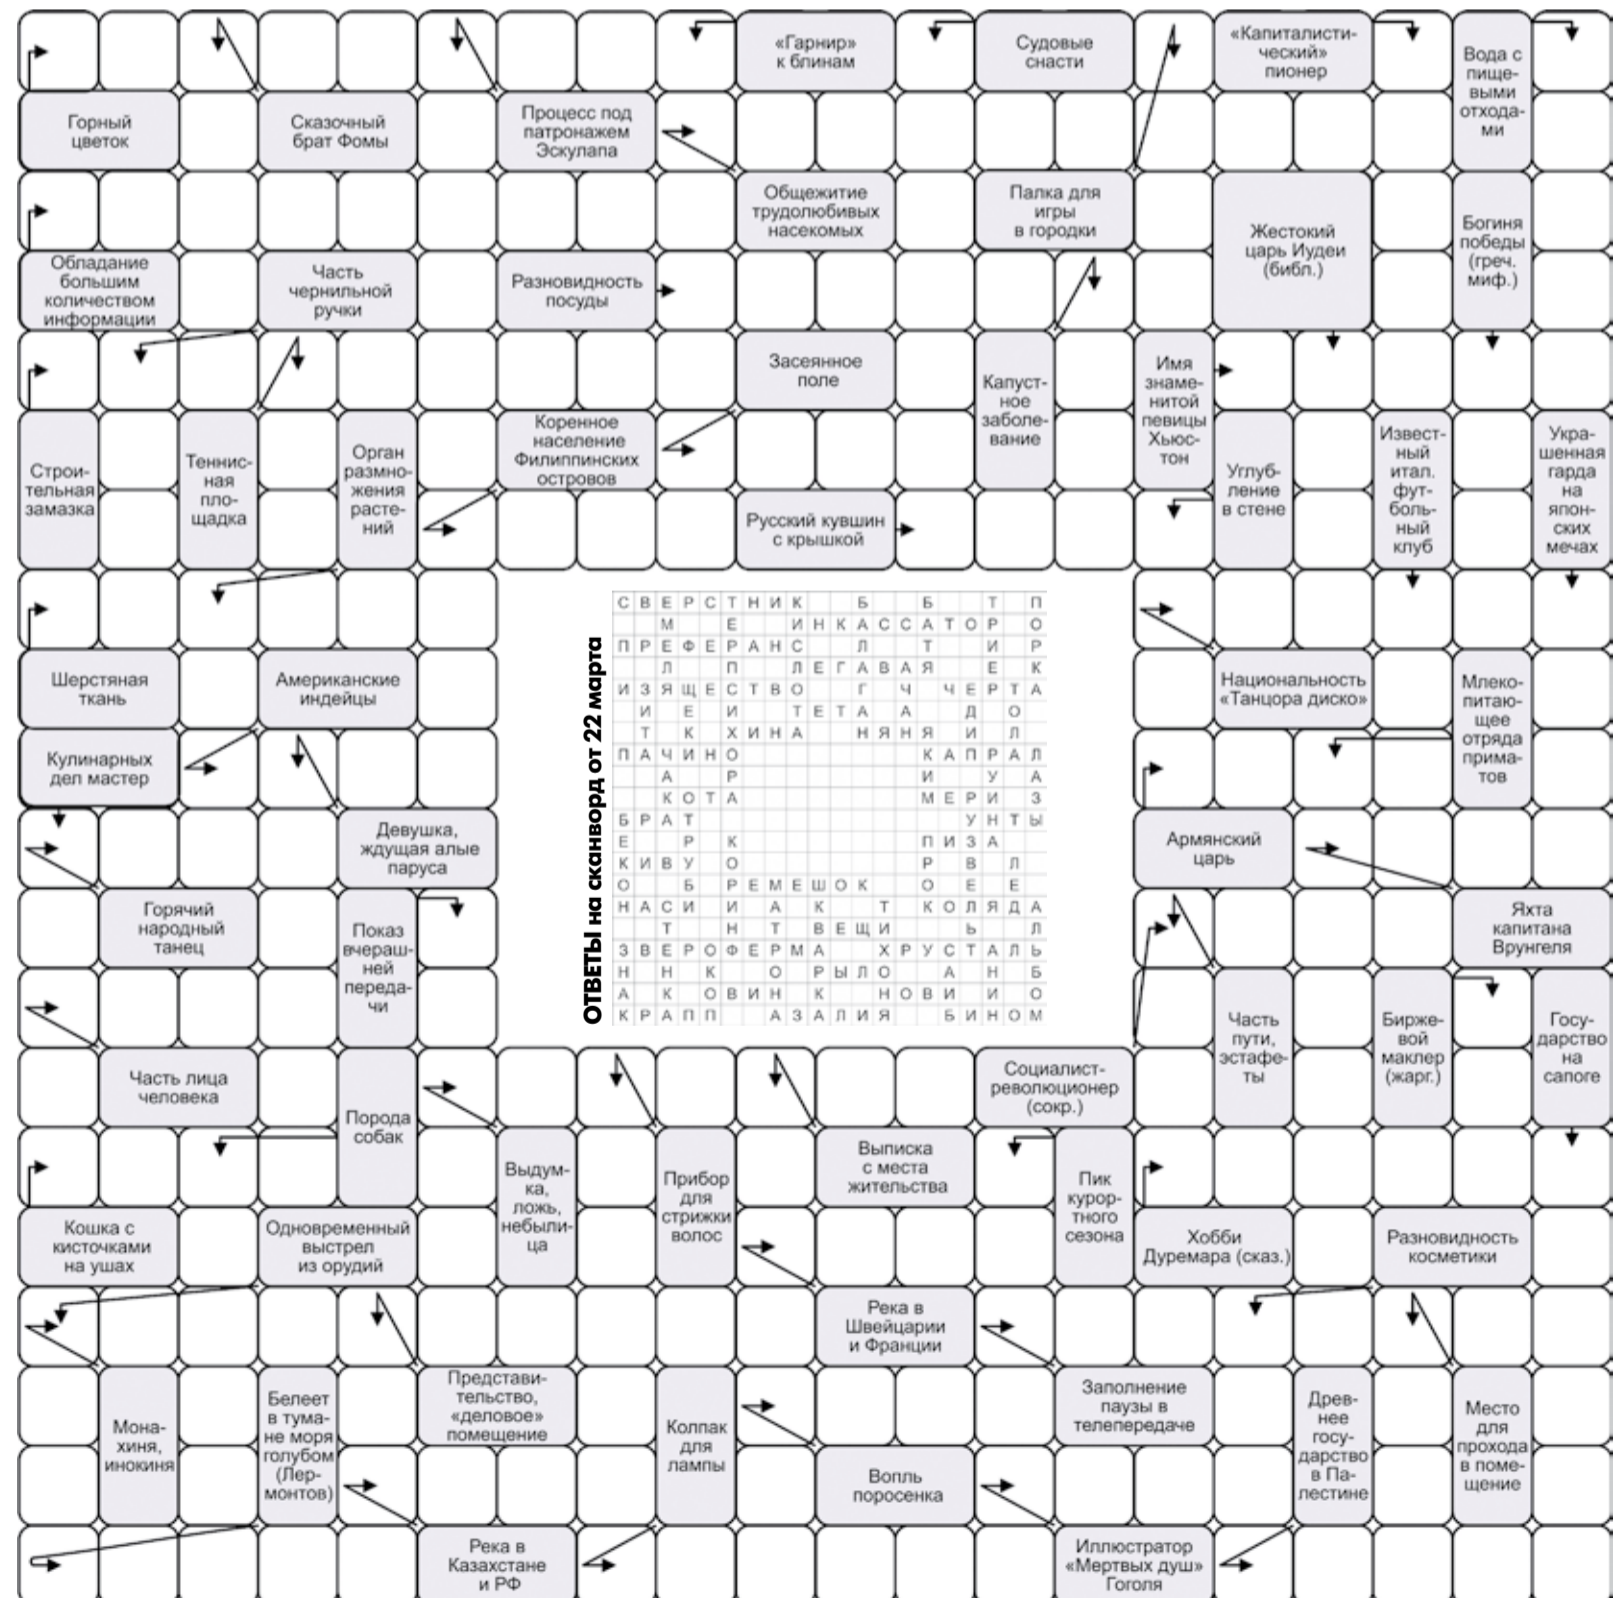 «Гарнир»
к блинам
Судовые
снасти
«Капиталисти-
ческий»
пионер
Вода с
пище-
выми
отхода-
ми
Горный
цветок
Сказочный
брат Фомы
Процесс под
патронажем
Эскулапа
Общежитие
трудолюбивых
насекомых
Палка для
игры
в городки
Жестокий
царь Иудеи
(библ.)
Богиня
победы
(греч.
миф.)
Обладание
большим
количеством
информации
Часть
чернильной
ручки
Разновидность
посуды
Засеянное
поле
Капуст-
ное
заболе-
вание
Имя
знаме-
нитой
певицы
Хьюс-
тон
Строи-
тельная
замазка
Теннис-
ная
пло-
щадка
Орган
размно-
жения
расте-
ний
Коренное
население
Филиппинских
островов
Углуб-
ление
в стене
Извест-
ный
итал.
фут-
боль-
ный
клуб
Укра-
шенная
гарда
на
япон-
ских
мечах
Русский кувшин
с крышкой
ОТВЕТЫ на сканворд от 22 марта
С В Е Р С Т Н И К Б Б Т П
М Е И Н К А С С А Т О Р О
П Р Е Ф Е Р А Н С Л Т И Р
Л П Л Е Г А В А Я Е К
И З Я Щ Е С Т В О Г Ч Ч Е Р Т А
И Е И Т Е Т А А Д О
Т К Х И Н А Н Я Н Я И Л
П А Ч И Н О К А П Р А Л
А Р И У А
К О Т А М Е Р И З
Б Р А Т У Н Т Ы
Е Р К П И З А
К И В У О Р В Л
О Б Р Е М Е Ш О К О Е Е
Н А С И И А К Т К О Л Я Д А
Т Н Т В Е Щ И Ь Л
З В Е Р О Ф Е Р М А Х Р У С Т А Л Ь
Н Н К О Р Ы Л О А Н Б
А К О В И Н К Н О В И И О
К Р А П П А З А Л И Я Б И Н О М
Шерстяная
ткань
Американские
индейцы
Национальность
«Танцора диско»
Млеко-
питаю-
щее
отряда
прима-
тов
Кулинарных
дел мастер
Девушка,
ждущая алые
паруса
Армянский
царь
Горячий
народный
танец
Показ
вчераш-
ней
переда-
чи
Яхта
капитана
Врунгеля
Часть
пути,
эстафе-
ты
Бирже-
вой
маклер
(жарг.)
Госу-
дарство
на
сапоге
Часть лица
человека
Порода
собак
Социалист-
революционер
(сокр.)
Выдум-
ка,
ложь,
небыли-
ца
Прибор
для
стрижки
волос
Выписка
с места
жительства
Пик
курор-
тного
сезона
Кошка с
кисточками
на ушах
Одновременный
выстрел
из орудий
Хобби
Дуремара (сказ.)
Разновидность
косметики
Река в
Швейцарии
и Франции
Мона-
хиня,
инокиня
Белеет
в тума-
не моря
голубом
(Лер-
монтов)
Представи-
тельство,
«деловое»
помещение
Колпак
для
лампы
Заполнение
паузы в
телепередаче
Древ-
нее
госу-
дарство
в Па-
лестине
Место
для
прохода
в поме-
щение
Вопль
поросенка
Река в
Казахстане
и РФ
Иллюстратор
«Мертвых душ»
Гоголя